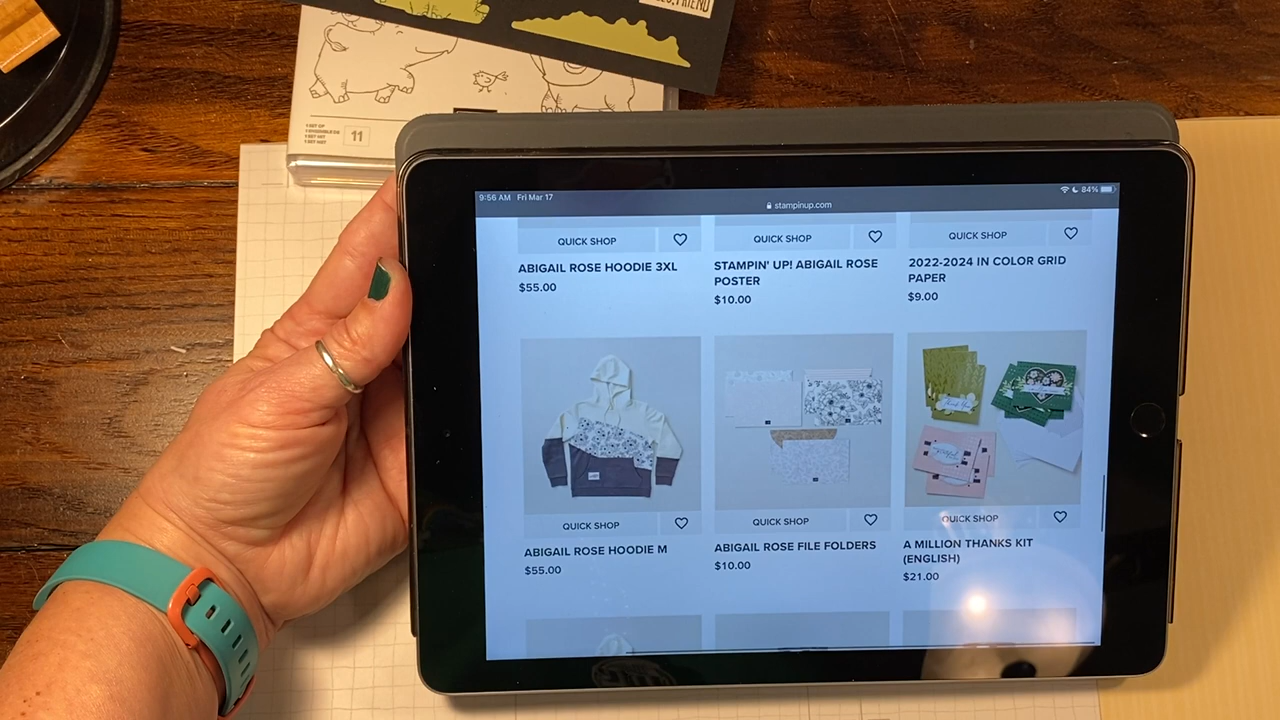 FRIEND
11
9:56 AM Fri Mar 17
84%
stampinup.com
QUICK SHOP
QUICK SHOP
QUICK SHOP
ABIGAIL ROSE HOODIE 3XL
$55.00
STAMPIN' UP! ABIGAIL ROSE
POSTER
$10.00
2022-2024 IN COLOR GRID
PAPER
$9.00
QUICK SHOP
QUICK SHOP
QUICK SHOP
ABIGAIL ROSE HOODIE M
$55.00
ABIGAIL ROSE FILE FOLDERS
$10.00
A MILLION THANKS KIT
(ENGLISH)
$21.00